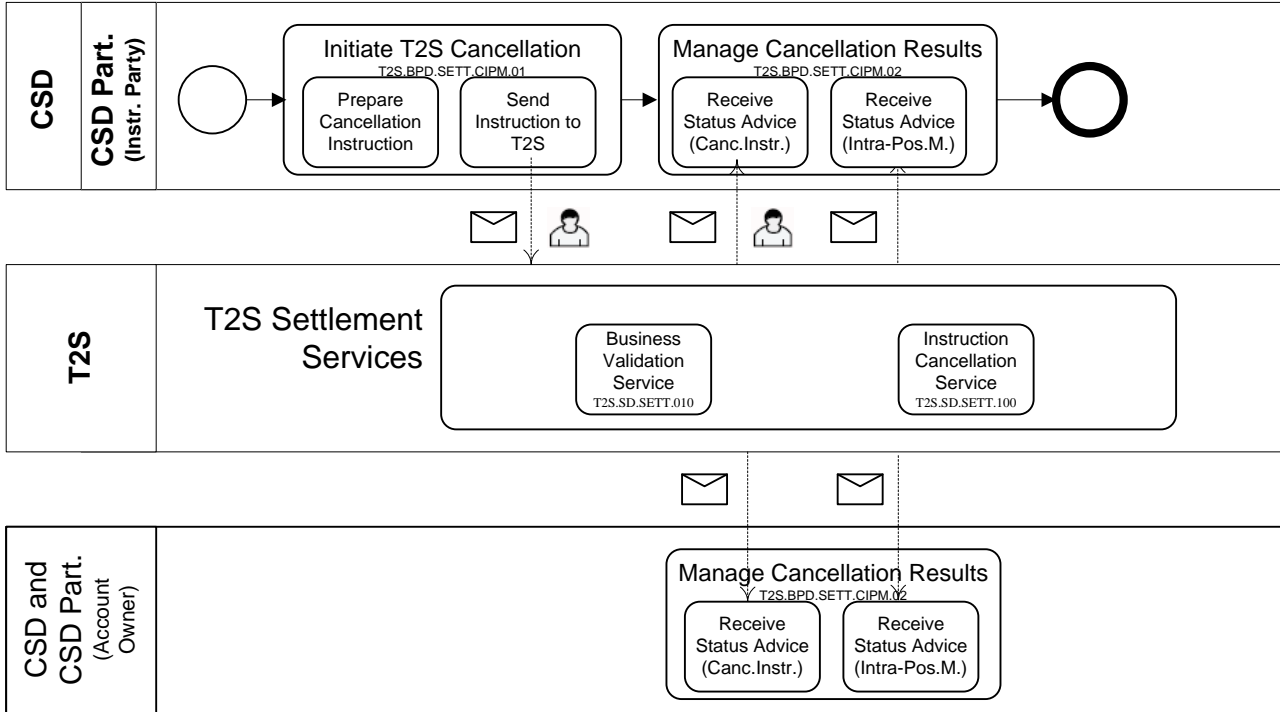 CSD
CSD Part.
(Instr. Party)
Initiate T2S Cancellation
T2S.BPD.SETT.CIPM.01
Prepare
Cancellation
Instruction
Send
Instruction to
T2S
Manage Cancellation Results
T2S.BPD.SETT.CIPM.02
Receive
Status Advice
(Canc.Instr.)
Receive
Status Advice
(Intra-Pos.M.)
T2S
T2S Settlement
Services
Business
Validation
Service
T2S.SD.SETT.010
Instruction
Cancellation
Service
T2S.SD.SETT.100
CSD and
CSD Part.
(Account
Owner)
Manage Cancellation Results
T2S.BPD.SETT.CIPM.02
Receive
Status Advice
(Canc.Instr.)
Receive
Status Advice
(Intra-Pos.M.)